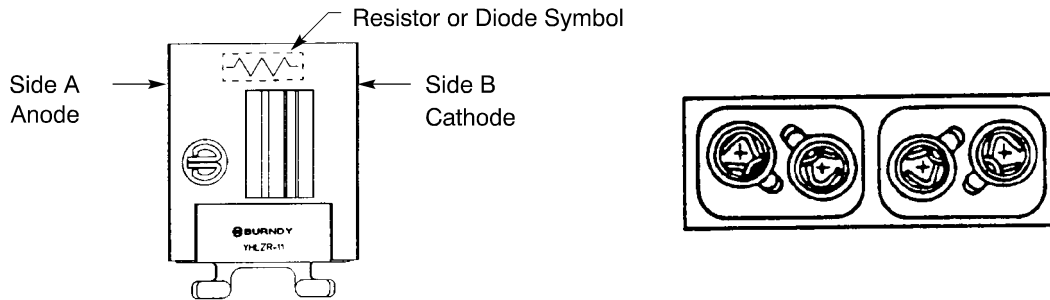 Resistor or Diode Symbol
Side A
Anode
Side B
Cathode
BURNDY
YHLZR-11